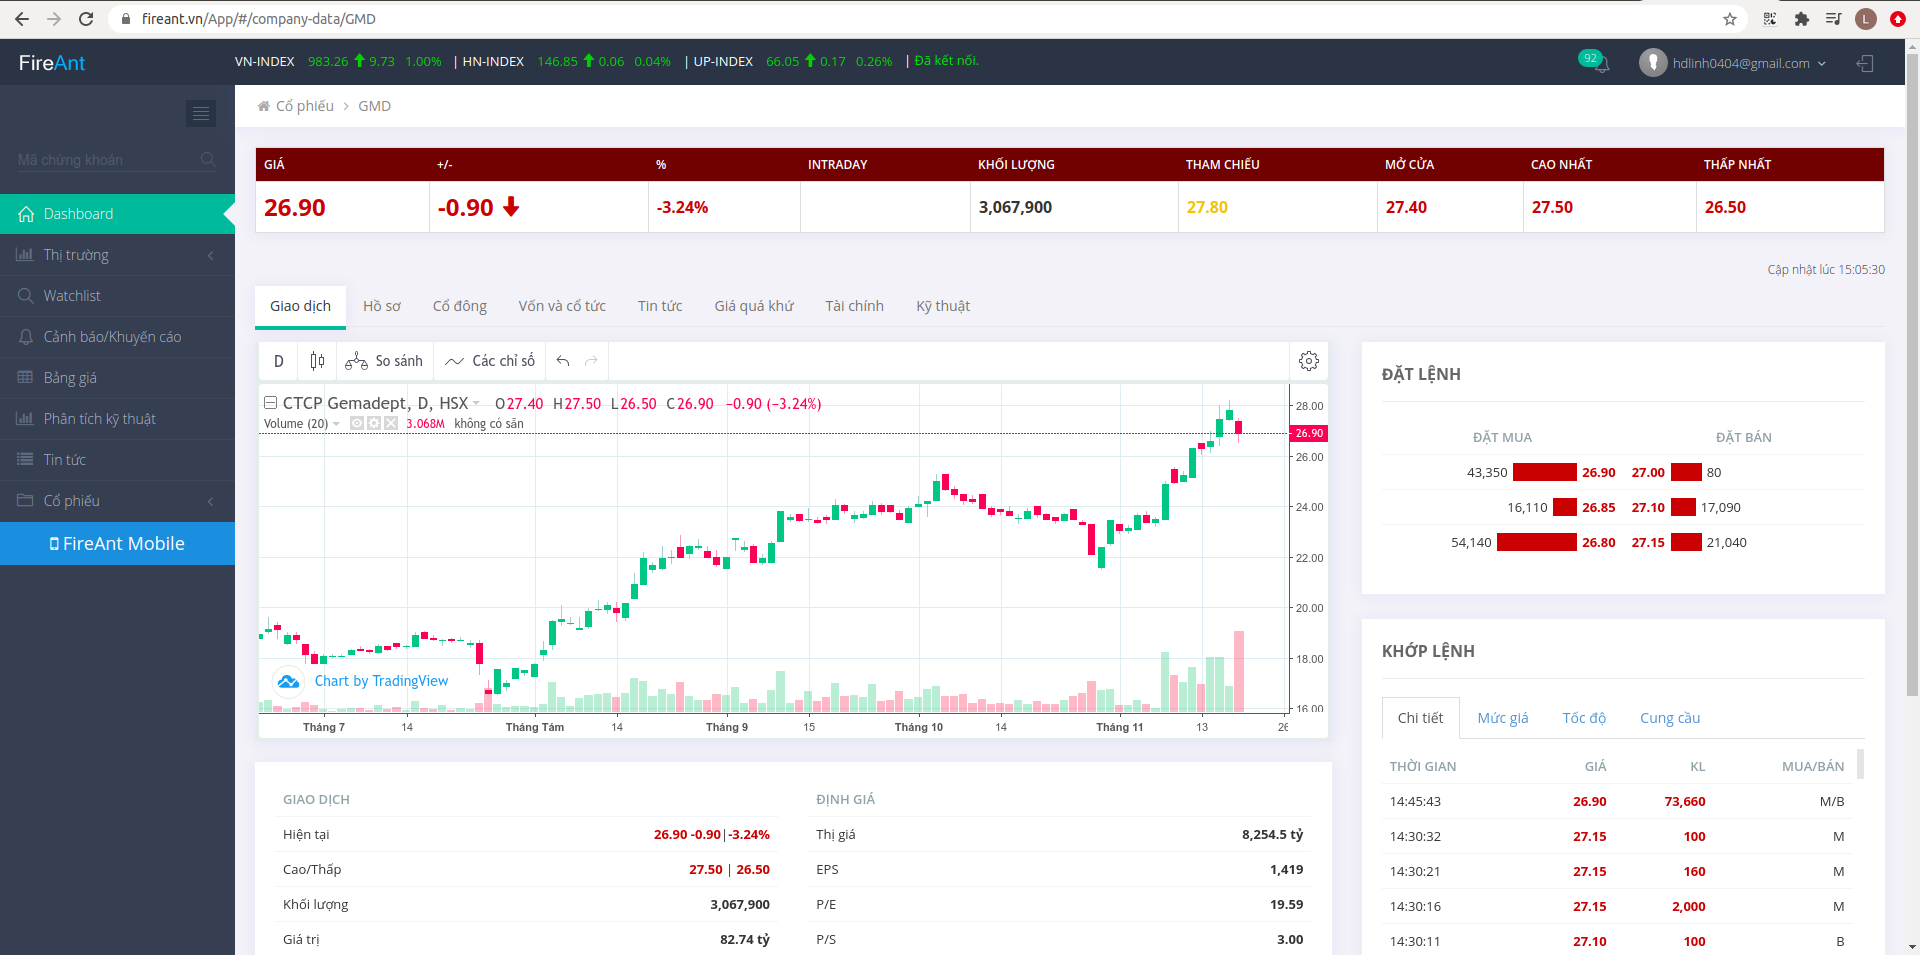 fireant.vn/App/#/company-data/GMD
L
FireAnt
VN-INDEX 983.26 9.73 1.00% | HN-INDEX 146.85 0.06 0.04% | UP-INDEX 66.05 0.17 0.26% | Đã kết nối.
92
hdlinh0404@gmail.com
Mã chứng khoán
Dashboard
Thị trường
Watchlist
Cảnh báo/Khuyến cáo
Bảng giá
Phân tích kỹ thuật
Tin tức
Cổ phiếu
FireAnt Mobile
Cổ phiếu > GMD
GIÁ +/- % INTRADAY KHỐI LƯỢNG THAM CHIẾU MỞ CỬA CAO NHẤT THẤP NHẤT
26.90 -0.90 -3.24% 3,067,900 27.80 27.40 27.50 26.50
Cập nhật lúc 15:05:30
Giao dịch Hồ sơ Cổ đông Vốn và cổ tức Tin tức Giá quá khứ Tài chính Kỹ thuật
D So sánh Các chỉ số
CTCP Gemadept, D, HSX O27.40 H27.50 L26.50 C26.90 -0.90 (-3.24%)
Volume (20) 3.068M không có sẵn
28.00
26.90
26.00
24.00
22.00
20.00
18.00
16.00
Chart by TradingView
Tháng 7 14 Tháng Tám 14 Tháng 9 15 Tháng 10 14 Tháng 11 13 26
GIAO DỊCH
Hiện tại 26.90 -0.90|-3.24%
Cao/Thấp 27.50 | 26.50
Khối lượng 3,067,900
Giá trị 82.74 tỷ
ĐỊNH GIÁ
Thị giá 8,254.5 tỷ
EPS 1,419
P/E 19.59
P/S 3.00
ĐẶT LỆNH
ĐẶT MUA ĐẶT BÁN
43,350 26.90 27.00 80
16,110 26.85 27.10 17,090
54,140 26.80 27.15 21,040
KHỚP LỆNH
Chi tiết Mức giá Tốc độ Cung cầu
THỜI GIAN GIÁ KL MUA/BÁN
14:45:43 26.90 73,660 M/B
14:30:32 27.15 100 M
14:30:21 27.15 160 M
14:30:16 27.15 2,000 M
14:30:11 27.10 100 B